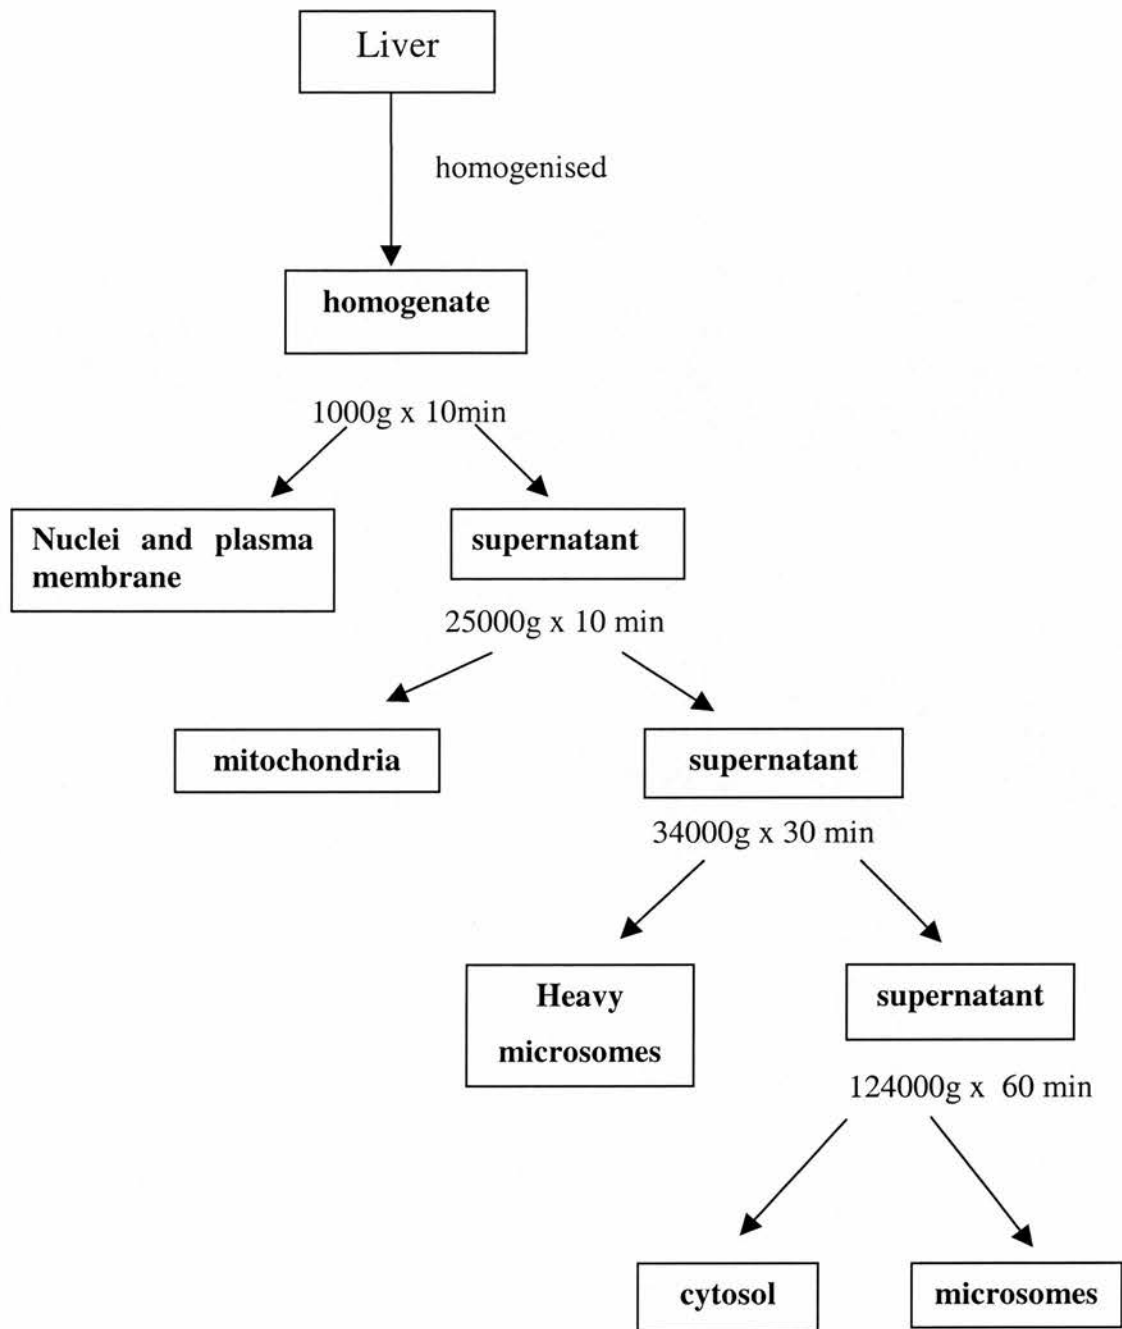 Liver
homogenised
homogenate
1000g x 10min
Nuclei and plasma
membrane
supernatant
25000g x 10 min
mitochondria
supernatant
34000g x 30 min
Heavy
microsomes
supernatant
124000g x 60 min
cytosol
microsomes